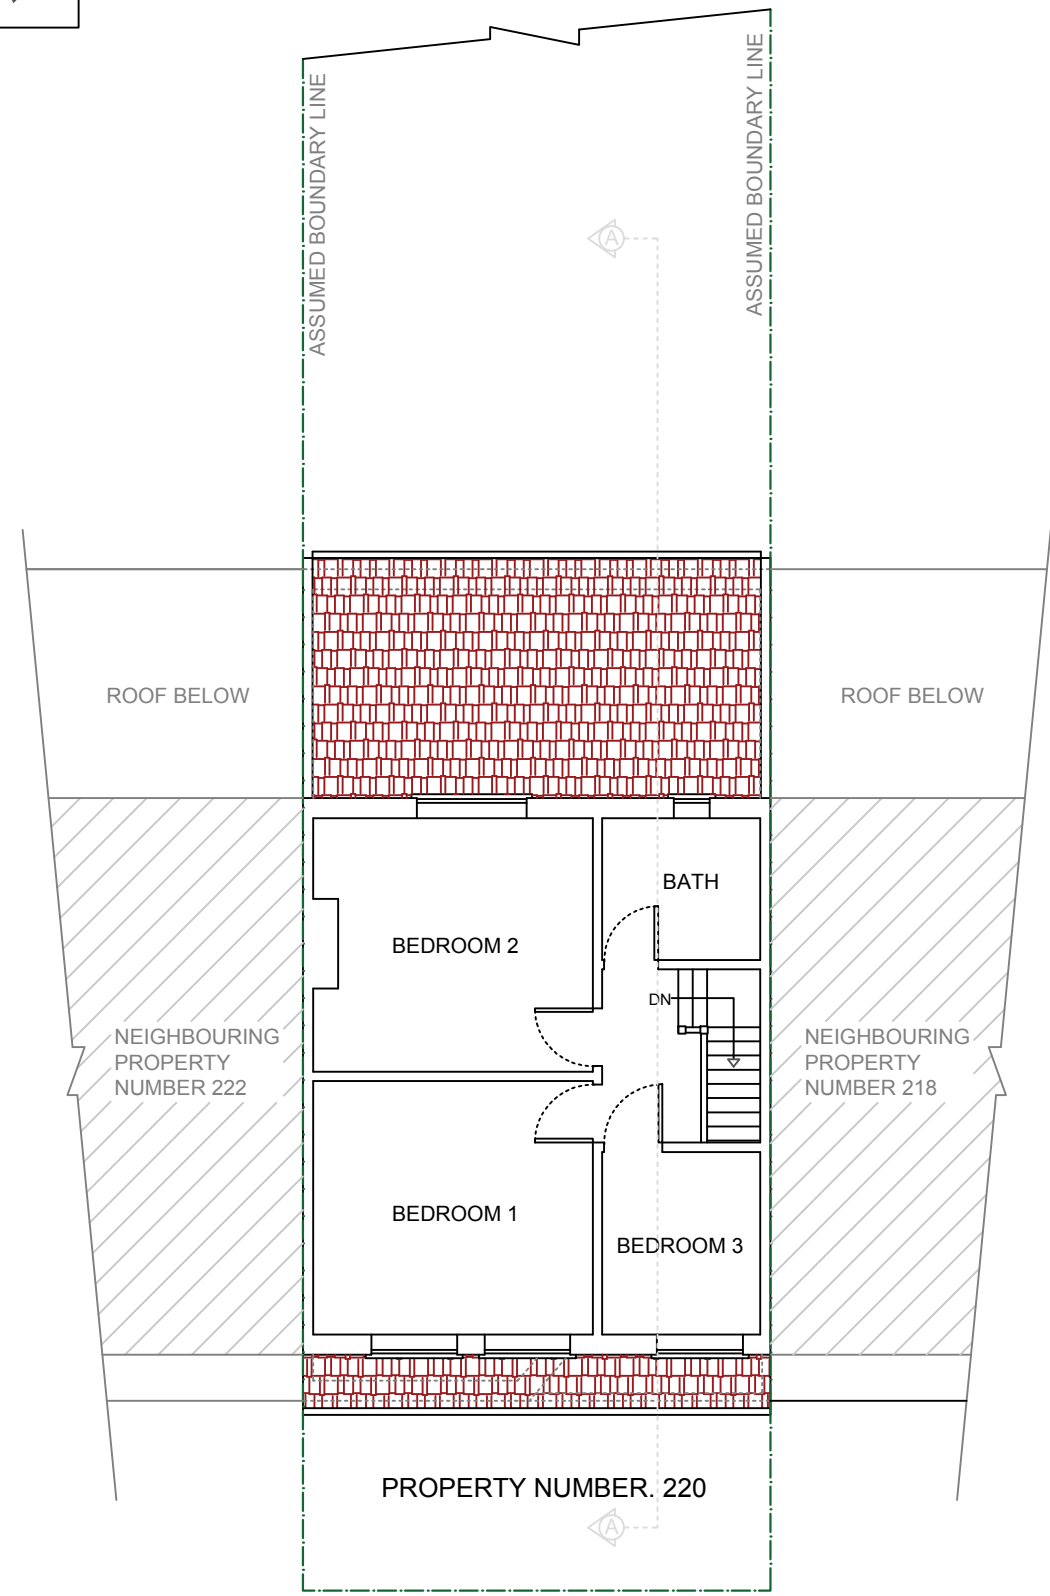 ASSUMED BOUNDARY LINE
ASSUMED BOUNDARY LINE
A
ROOF BELOW
ROOF BELOW
BATH
BEDROOM 2
DN
NEIGHBOURING
PROPERTY
NUMBER 222
NEIGHBOURING
PROPERTY
NUMBER 218
BEDROOM 1
BEDROOM 3
PROPERTY NUMBER. 220
A